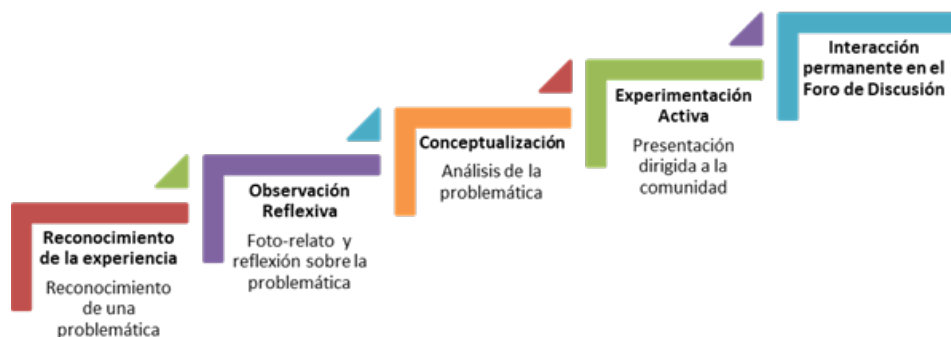 Reconocimiento
de la experiencia
Reconocimiento
de una
problemática
Observación
Reflexiva
Foto-relato y
reflexión sobre la
problemática
Conceptualización
Análisis de la
problemática
Experimentación
Activa
Presentación
dirigida a la
comunidad
Interacción
permanente en el
Foro de Discusión